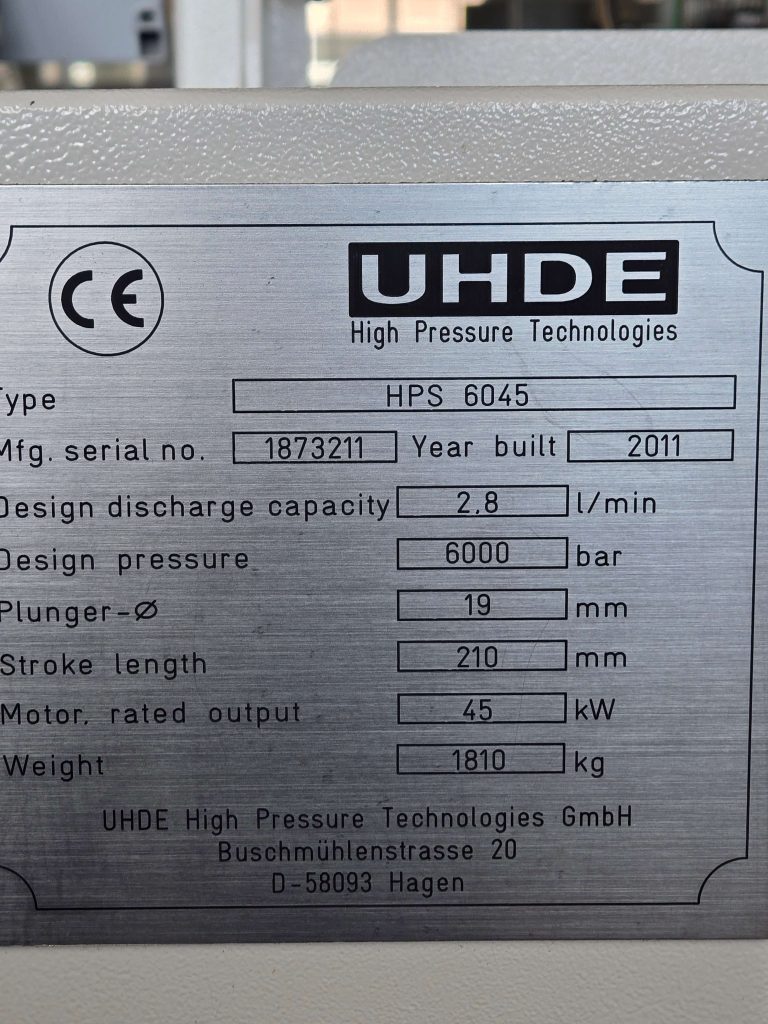 CE
UHDE
High Pressure Technologies
Type HPS 6045
Mfg. serial no. 1873211 Year built 2011
Design discharge capacity 2,8 l/min
Design pressure 6000 bar
Plunger-Ø 19 mm
Stroke length 210 mm
Motor, rated output 45 kW
Weight 1810 kg
UHDE High Pressure Technologies GmbH
Buschmühlenstrasse 20
D-58093 Hagen